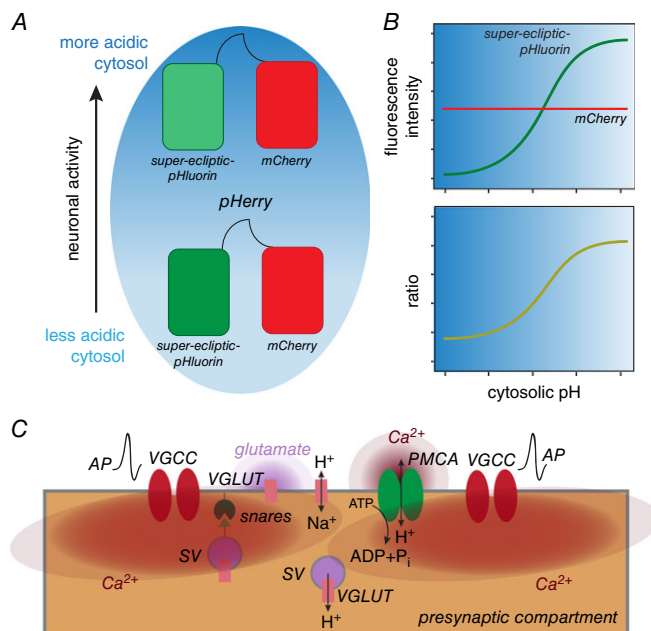 A
more acidic
cytosol
neuronal activity
less acidic
cytosol
super-ecliptic-
pHluorin
mCherry
pHerry
super-ecliptic-
pHluorin
mCherry
B
fluorescence
intensity
super-ecliptic-
pHluorin
mCherry
ratio
cytosolic pH
C
AP
VGCC
VGLUT
glutamate
snares
SV
Ca2+
H+
Na+
SV
VGLUT
H+
Ca2+
PMCA
ATP
H+
ADP+Pi
VGCC
AP
Ca2+
presynaptic compartment